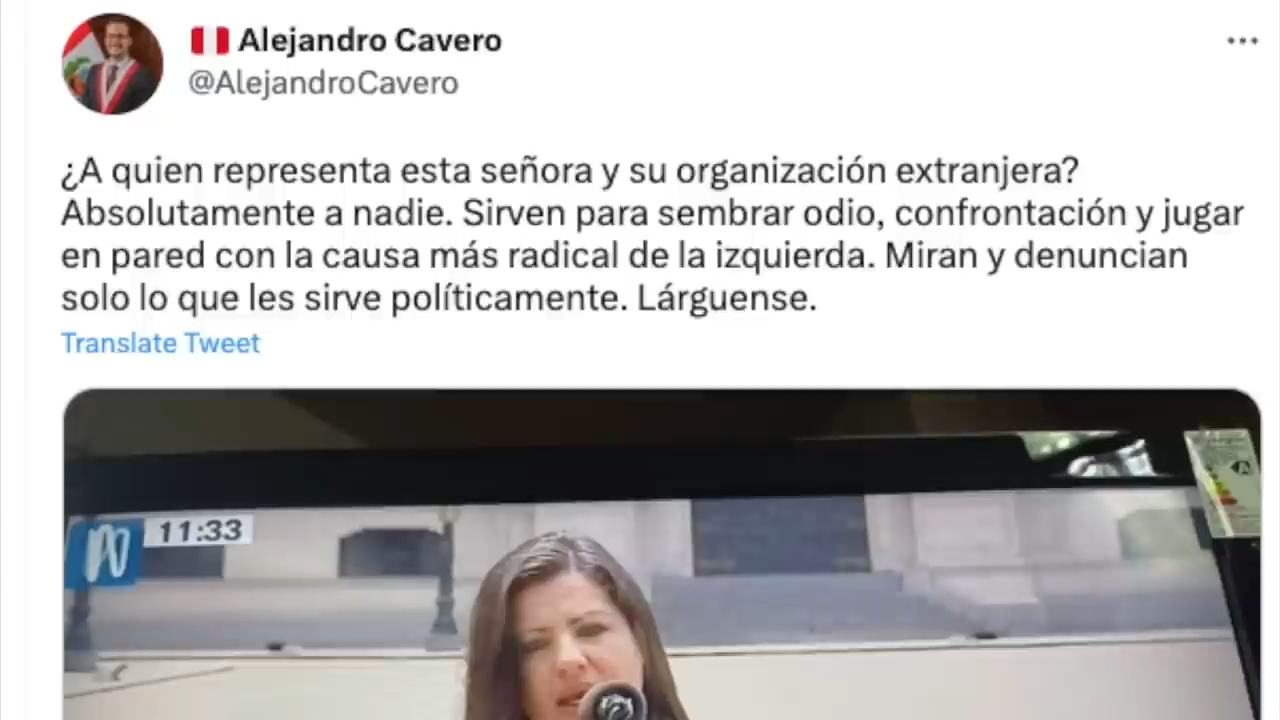 Alejandro Cavero
@AlejandroCavero
¿A quien representa esta señora y su organización extranjera?
Absolutamente a nadie. Sirven para sembrar odio, confrontación y jugar
en pared con la causa más radical de la izquierda. Miran y denuncian
solo lo que les sirve políticamente. Lárguense.
Translate Tweet
N 11:33
A